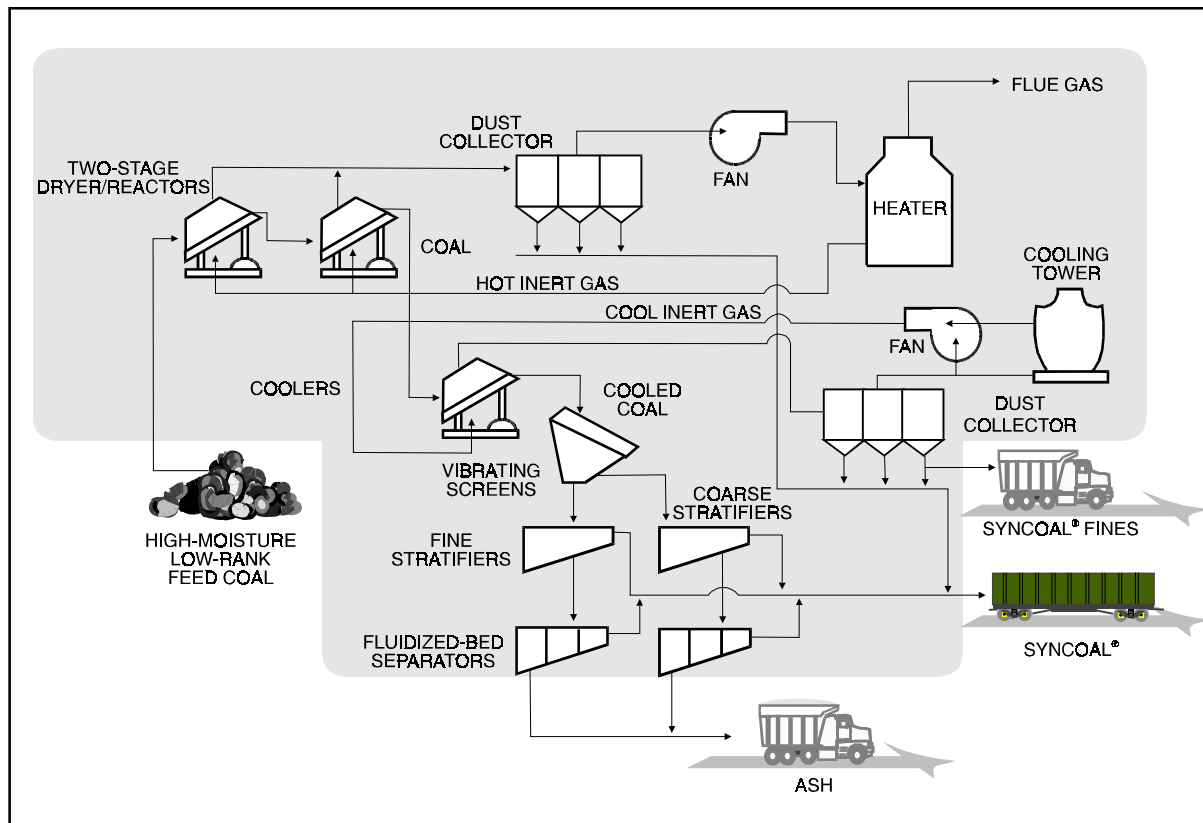 FLUE GAS
DUST
COLLECTOR
TWO-STAGE
DRYER/REACTORS
FAN
HEATER
COAL
COOLING
TOWER
HOT INERT GAS
COOL INERT GAS
FAN
COOLERS
COOLED
COAL
DUST
COLLECTOR
VIBRATING
SCREENS
COARSE
STRATIFIERS
SYNCOAL® FINES
HIGH-MOISTURE
LOW-RANK
FEED COAL
FINE
STRATIFIERS
FLUIDIZED-BED
SEPARATORS
SYNCOAL®
ASH